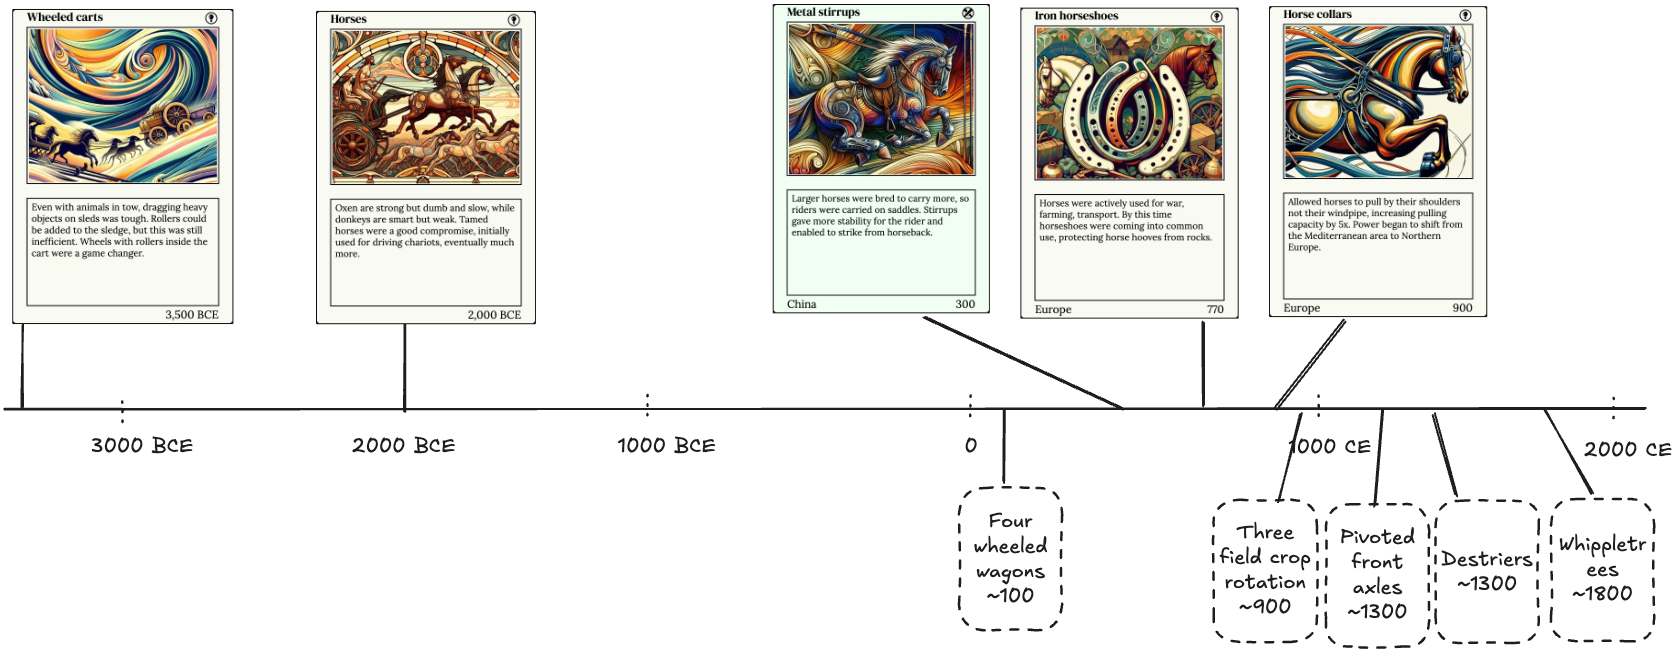 Wheeled carts
Even with animals in tow, dragging heavy
objects on sleds was tough. Rollers could
be added to the sledge, but this was still
inefficient. Wheels with rollers inside the
cart were a game changer.
3,500 BCE
Horses
Oxen are strong but dumb and slow, while
donkeys are smart but weak. Tamed
horses were a good compromise, initially
used for driving chariots, eventually much
more.
2,000 BCE
Metal stirrups
Larger horses were bred to carry more, so
riders were carried on saddles. Stirrups
gave more stability for the rider and
enabled to strike from horseback.
China 300
Iron horseshoes
Horses were actively used for war,
farming, transport. By this time
horseshoes were coming into common
use, protecting horse hooves from rocks.
Europe 770
Horse collars
Allowed horses to pull by their shoulders
not their windpipe, increasing pulling
capacity by 5x. Power began to shift from
the Mediterranean area to Northern
Europe.
Europe 900
3000 BCE
2000 BCE
1000 BCE
0
1000 CE
2000 CE
Four
wheeled
wagons
~100
Three
field crop
rotation
~900
Pivoted
front
axles
~1300
Destriers
~1300
Whippletr
ees
~1800